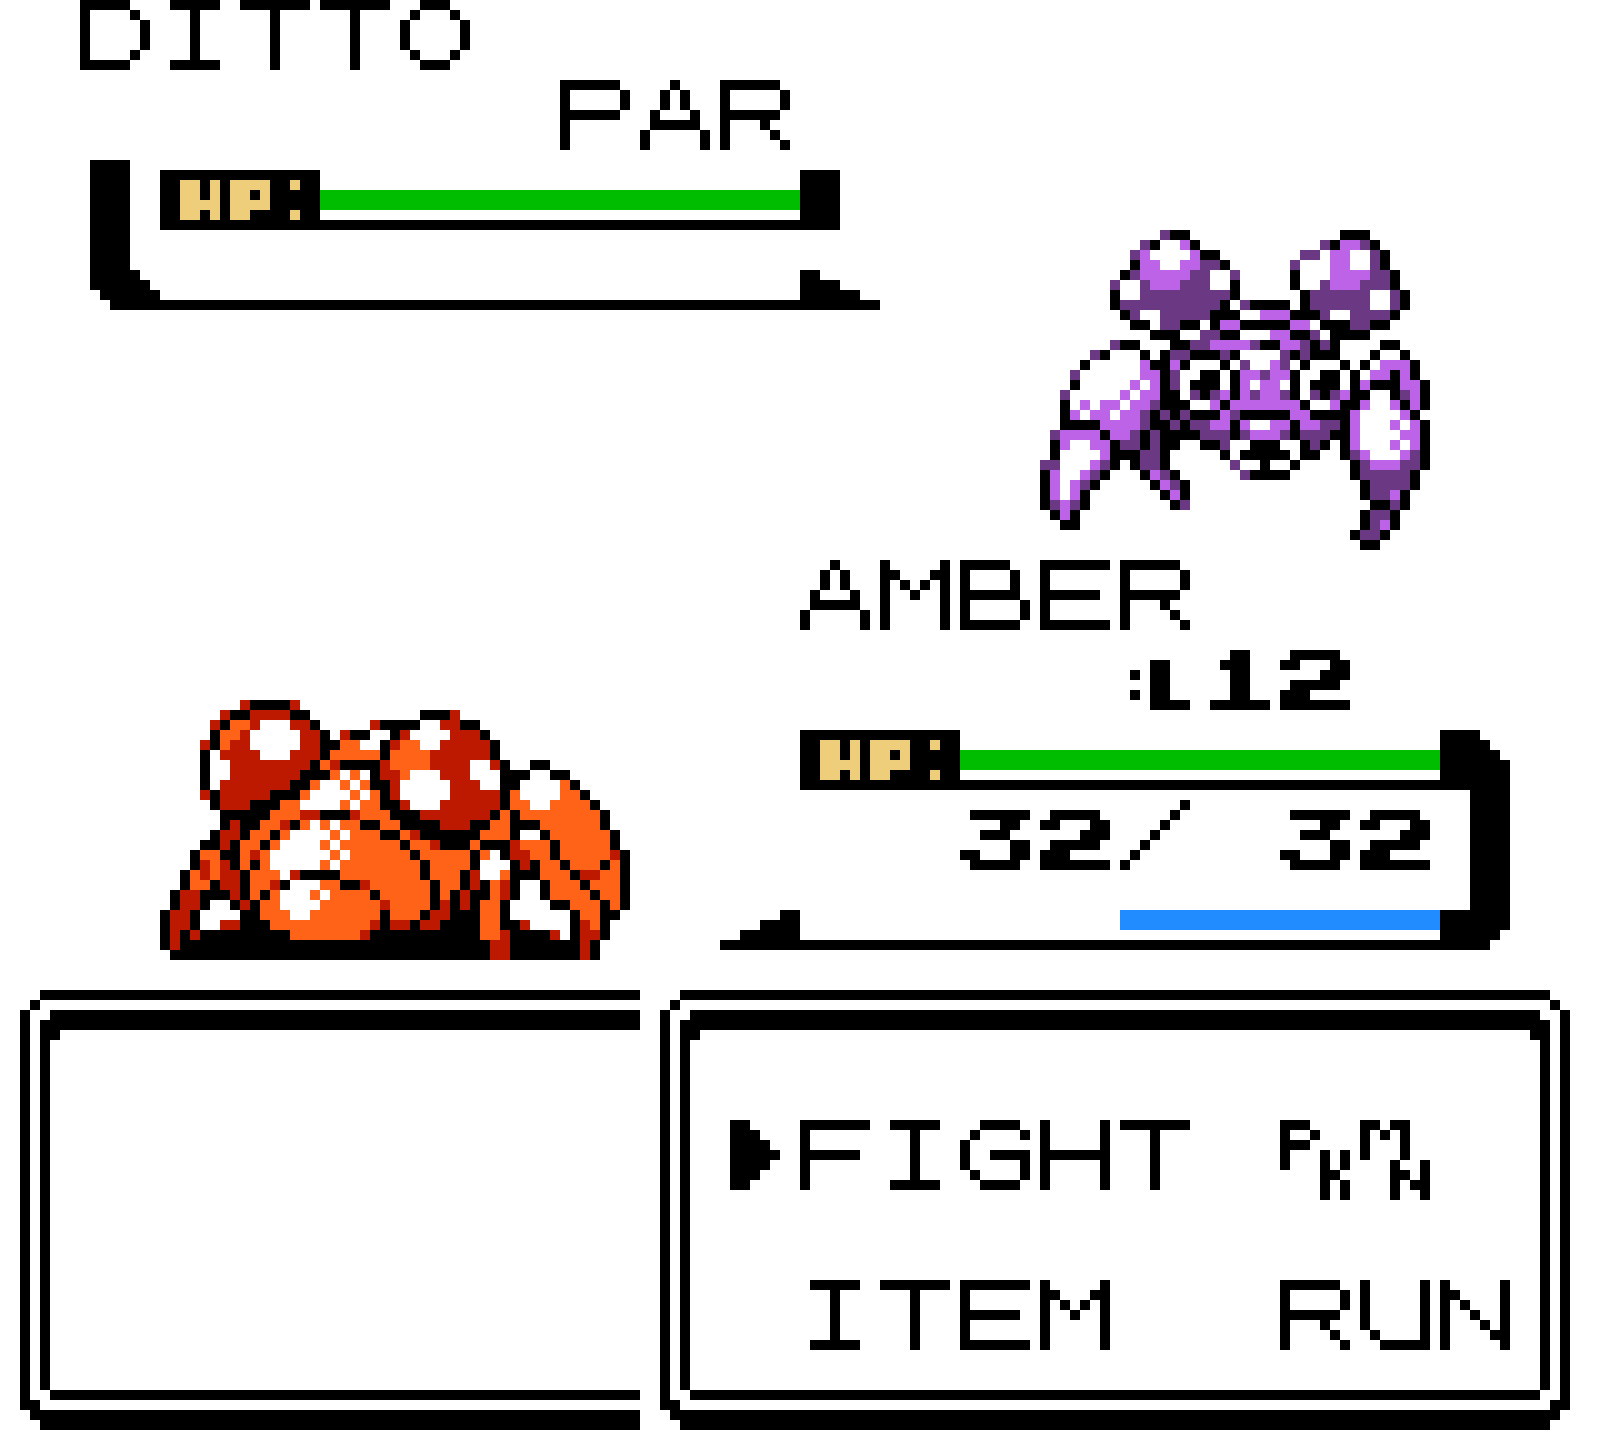 DITTO
PAR
HP:
AMBER
:L12
HP:
32/ 32
▶FIGHT PKMN
ITEM RUN